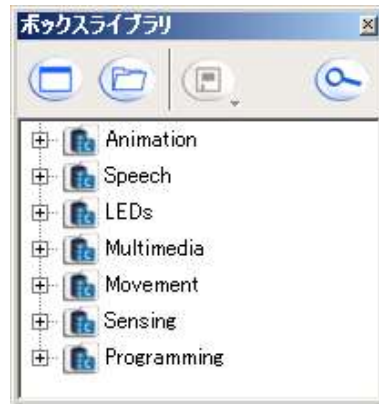 ボックスライブラリ
Animation
Speech
LEDs
Multimedia
Movement
Sensing
Programming